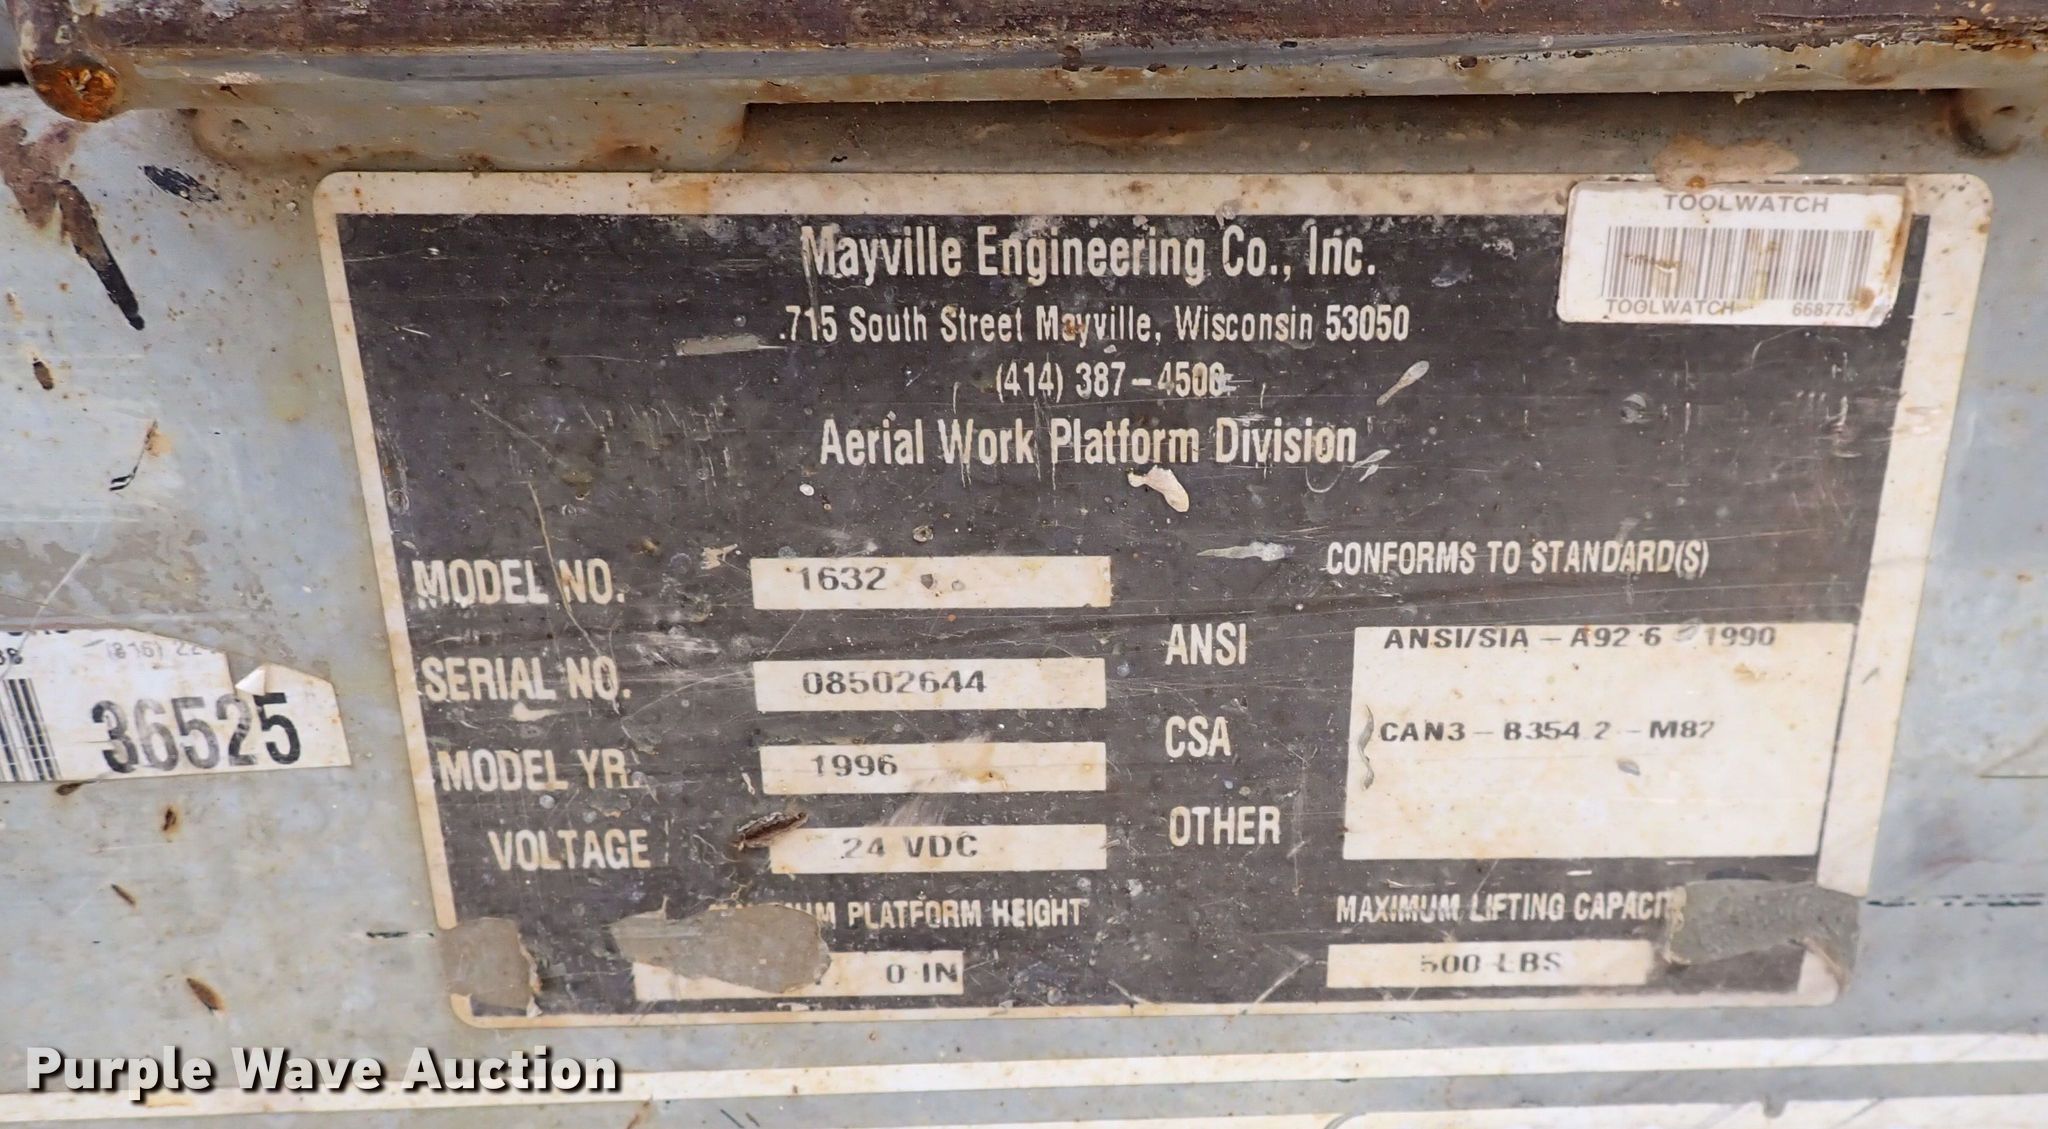 TOOLWATCH
TOOLWATCH 668773
Mayville Engineering Co., Inc.
715 South Street Mayville, Wisconsin 53050
(414) 387-4500
Aerial Work Platform Division
MODEL NO. 1632
SERIAL NO. 08502644
MODEL YR. 1996
VOLTAGE 24 VDC
CONFORMS TO STANDARD(S)
ANSI ANSI/SIA - A92.6 1990
CSA CAN3-B354.2-M82
OTHER
PLATFORM HEIGHT
0 IN
MAXIMUM LIFTING
500 LBS
36525
Purple Wave Auction